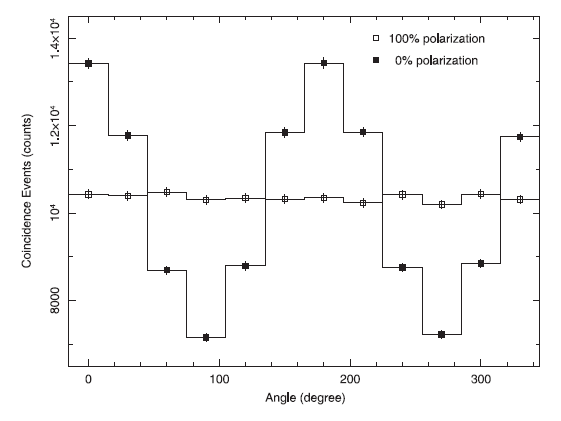 100% polarization
0% polarization
Coincidence Events (counts)
1.4×10⁴
1.2×10⁴
10⁴
8000
0 100 200 300
Angle (degree)